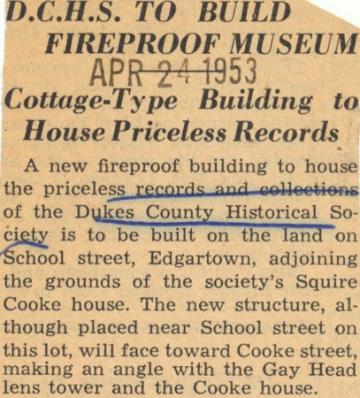 D.C.H.S. TO BUILD
FIREPROOF MUSEUM
APR 24 1953
Cottage-Type Building to
House Priceless Records
A new fireproof building to house
the priceless records and collections
of the Dukes County Historical So-
ciety is to be built on the land on
School street, Edgartown, adjoining
the grounds of the society's Squire
Cooke house. The new structure, al-
though placed near School street on
this lot, will face toward Cooke street,
making an angle with the Gay Head
lens tower and the Cooke house.